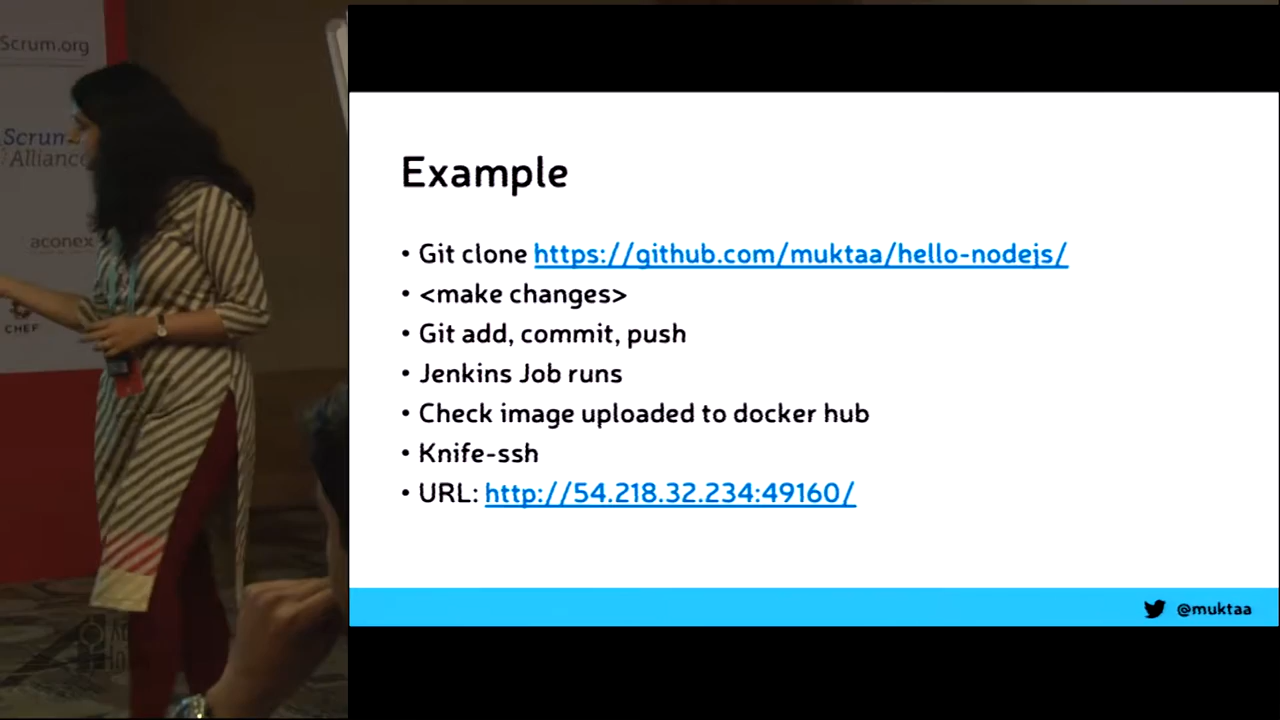 Scrum.org
Scrum
Alliance
aconex
CHEF
Example
• Git clone https://github.com/muktaa/hello-nodejs/
• <make changes>
• Git add, commit, push
• Jenkins Job runs
• Check image uploaded to docker hub
• Knife-ssh
• URL: http://54.218.32.234:49160/
@muktaa